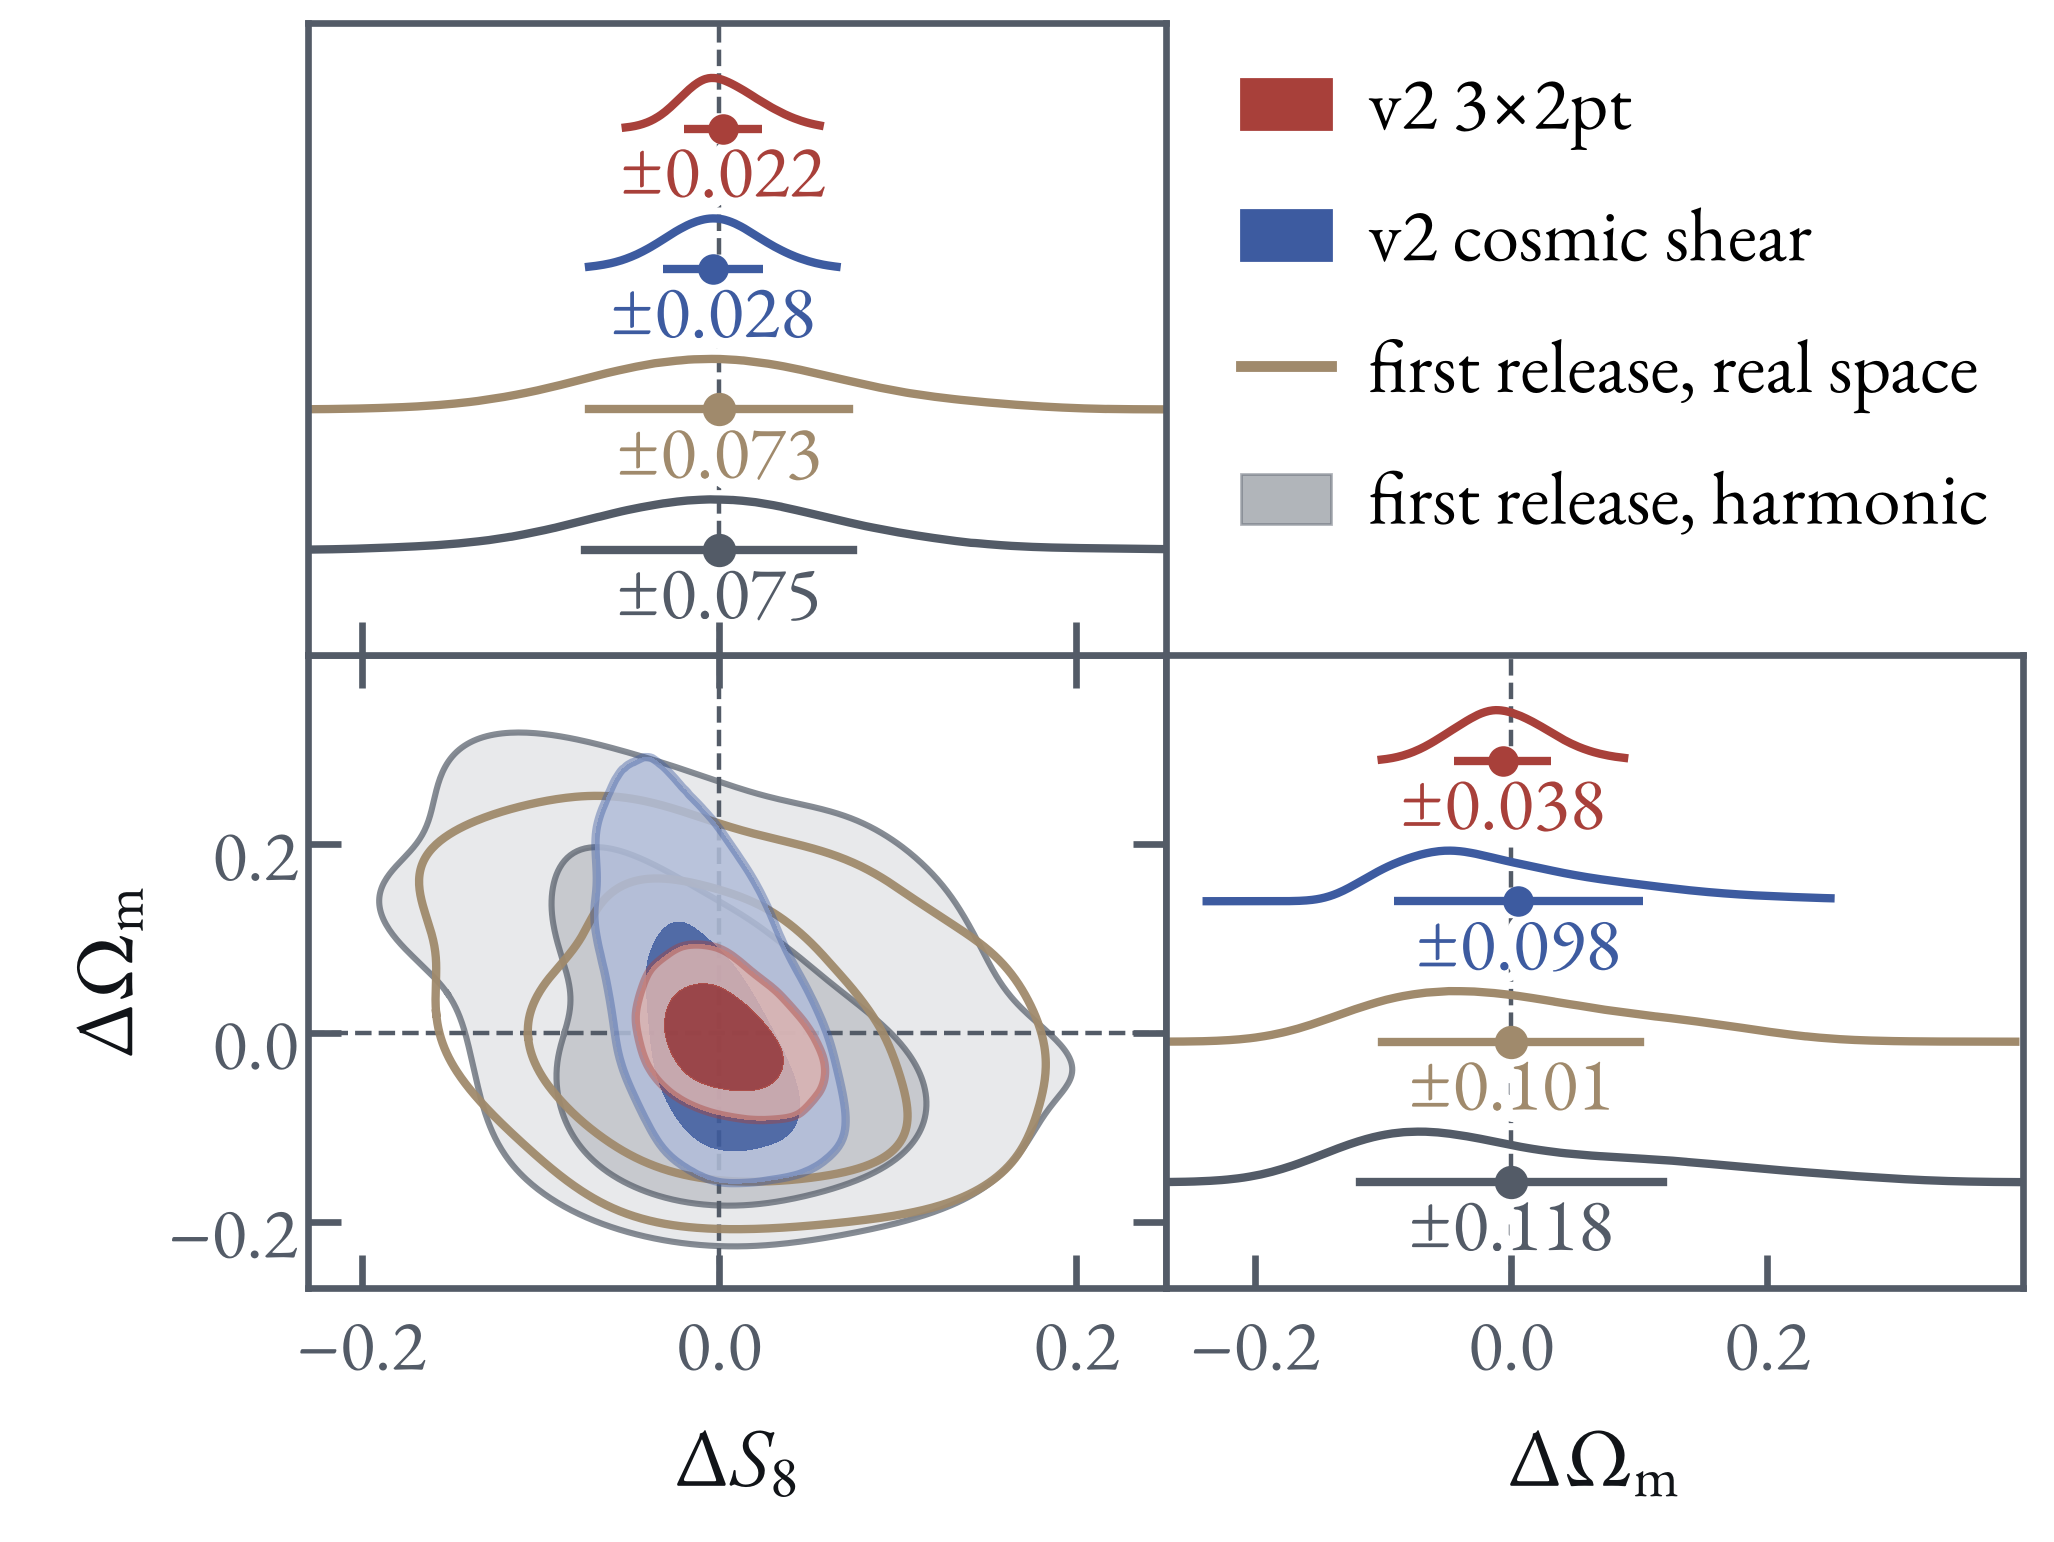 ±0.022
±0.028
±0.073
±0.075
v2 3×2pt
v2 cosmic shear
first release, real space
first release, harmonic
ΔΩm
0.2
0.0
−0.2
±0.038
±0.098
±0.101
±0.118
−0.2 0.0 0.2
−0.2 0.0 0.2
ΔS8
ΔΩm